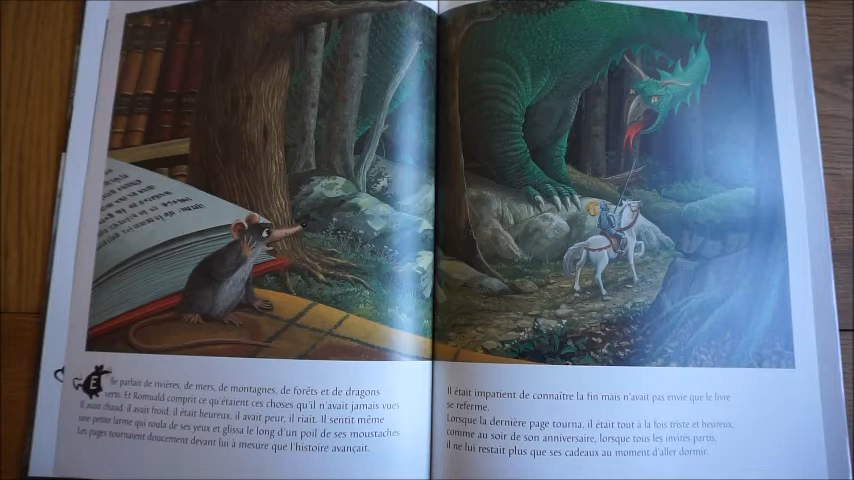 Elle parlait de rivières, de mers, de montagnes, de forêts et de dragons
verts. Et Romuald comprit ce qu'étaient ces choses qu'il n'avait jamais vues
Il avait chaud, il avait froid, il était heureux, il avait peur, il riait. Il sentit même
une petite larme qui roula de ses yeux et glissa le long d'un poil de ses moustaches
Les pages tournaient doucement devant lui à mesure que l'histoire avançait.
Il était impatient de connaître la fin mais n'avait pas envie que le livre
se referme.
Lorsque la dernière page tourna, il était tout à la fois triste et heureux,
comme au soir de son anniversaire, lorsque tous les invités partis,
il ne lui restait plus que ses cadeaux au moment d'aller dormir.